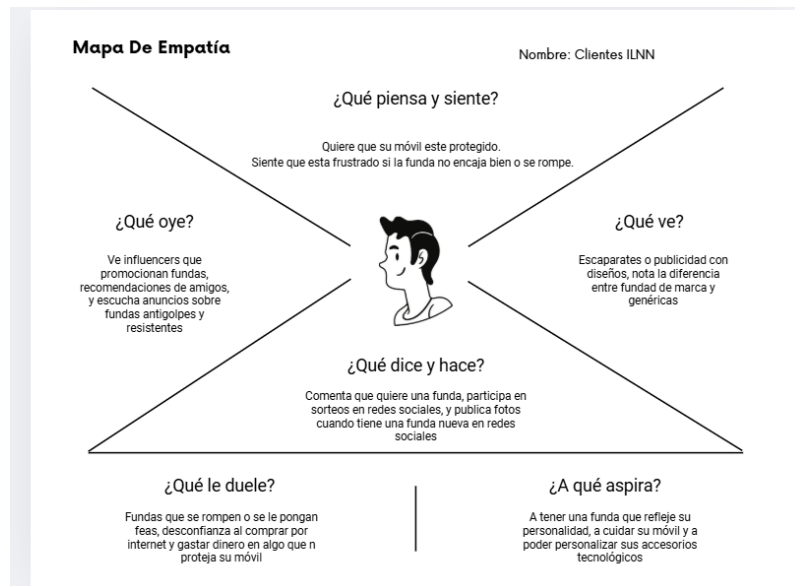 Mapa De Empatía
Nombre: Clientes ILNN
¿Qué piensa y siente?
Quiere que su móvil este protegido.
Siente que esta frustrado si la funda no encaja bien o se rompe.
¿Qué oye?
Ve influencers que
promocionan fundas,
recomendaciones de amigos,
y escucha anuncios sobre
fundas antigolpes y
resistentes
¿Qué ve?
Escaparates o publicidad con
diseños, nota la diferencia
entre fundad de marca y
genéricas
¿Qué dice y hace?
Comenta que quiere una funda, participa en
sorteos en redes sociales, y publica fotos
cuando tiene una funda nueva en redes
sociales
¿Qué le duele?
Fundas que se rompen o se le pongan
feas, desconfianza al comprar por
internet y gastar dinero en algo que n
proteja su móvil
¿A qué aspira?
A tener una funda que refleje su
personalidad, a cuidar su móvil y a
poder personalizar sus accesorios
tecnológicos